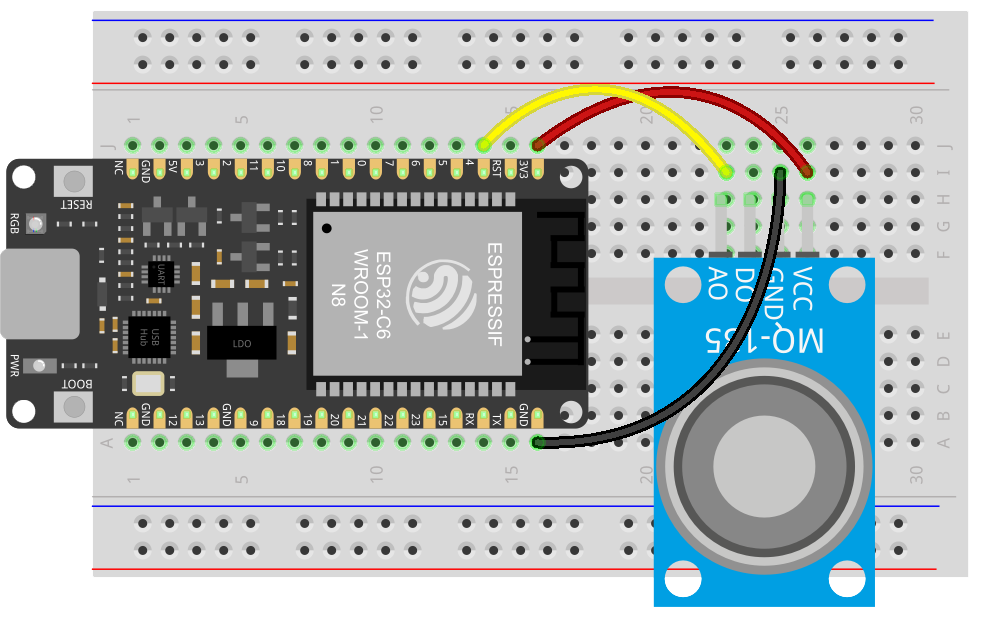 1 5 10 5 25 30
J J
I
H
G
F
NC GND 5V 3 2 11 10 8 1 0 7 6 5 4 RST 3V3
RESET
RGB
UART
USB
Hub
LDO
ESPRESSIF
ESP32-C6
WROOM-1
N8
AO DO GND VCC
MQ-135
PWR
BOOT
NC GND 12 13 GND 9 18 19 20 21 22 23 15 RX TX GND
E
D
C
B
A A
1 5 10 15 20 30